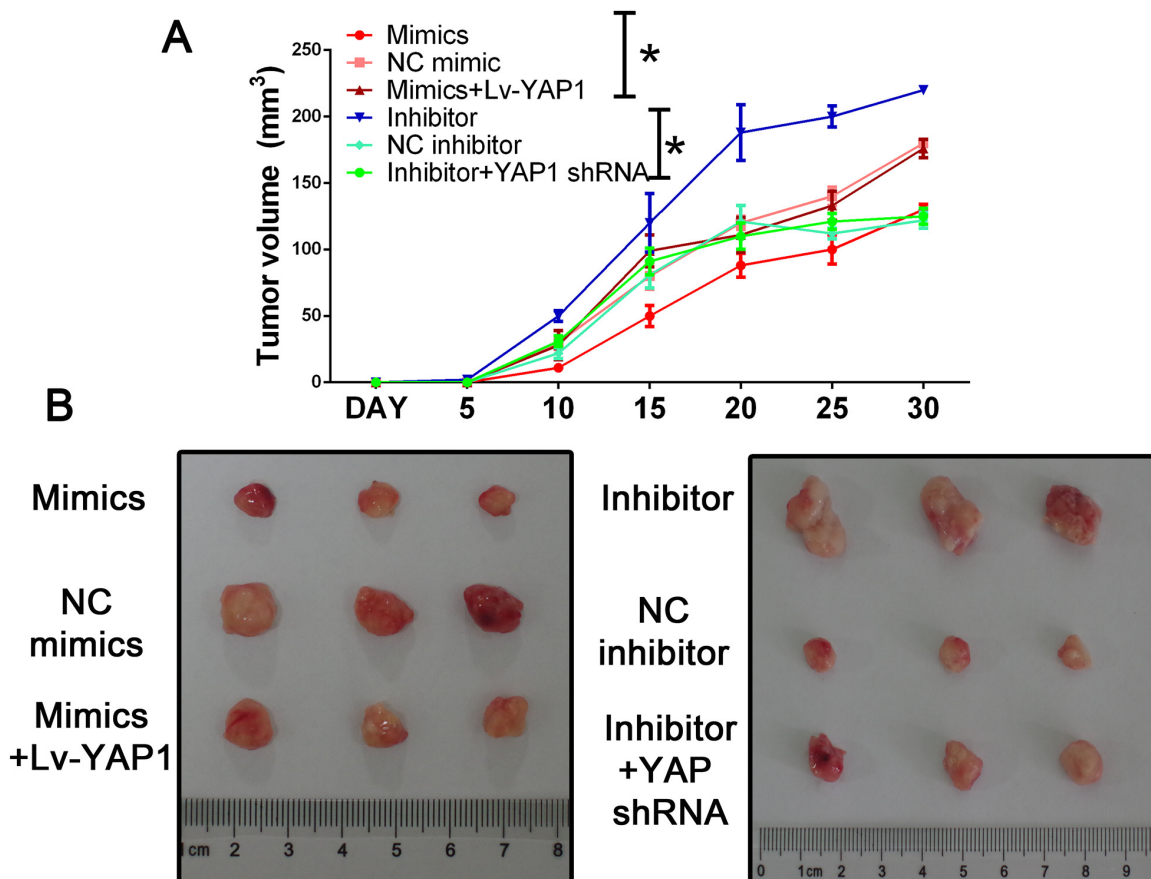 A
Tumor volume (mm³)
250
200
150
100
50
0
Mimics
NC mimic
Mimics+Lv-YAP1
Inhibitor
NC inhibitor
Inhibitor+YAP1 shRNA
*
*
DAY 5 10 15 20 25 30
B
Mimics
NC
mimics
Mimics
+Lv-YAP1
1cm 2 3 4 5 6 7 8
Inhibitor
NC
inhibitor
Inhibitor
+YAP
shRNA
0 1cm 2 3 4 5 6 7 8 9